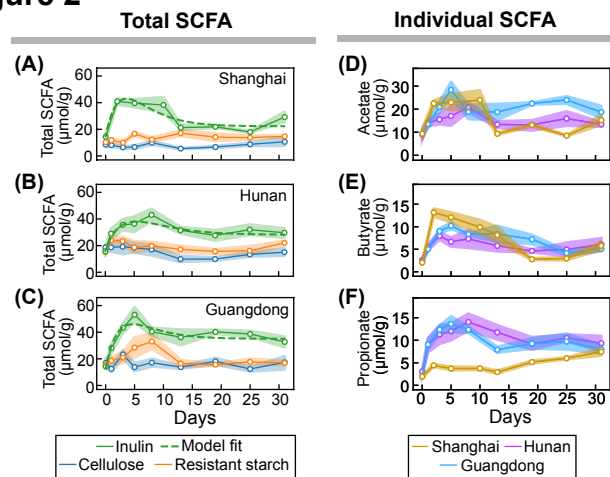 Total SCFA
Individual SCFA
(A)
Shanghai
Total SCFA
(µmol/g)
60
40
20
0
(B)
Hunan
Total SCFA
(µmol/g)
60
40
20
0
(C)
Guangdong
Total SCFA
(µmol/g)
60
40
20
0
0 5 10 15 20 25 30
Days
Inulin Model fit
Cellulose Resistant starch
(D)
Acetate
(µmol/g)
30
20
10
0
(E)
Butyrate
(µmol/g)
15
10
5
0
(F)
Propionate
(µmol/g)
15
10
5
0
0 5 10 15 20 25 30
Days
Shanghai Hunan
Guangdong